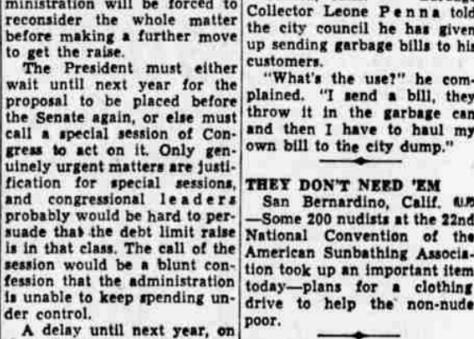 ministration will be forced to
reconsider the whole matter
before making a further move
to get the raise.
The President must either
wait until next year for the
proposal to be placed before
the Senate again, or else must
call a special session of Con-
gress to act on it. Only gen-
uinely urgent matters are justi-
fication for special sessions,
and congressional leaders
probably would be hard to per-
suade that the debt limit raise
is in that class. The call of the
session would be a blunt con-
fession that the administration
is unable to keep spending un-
der control.
A delay until next year, on
Collector Leone Penna told
the city council he has given
up sending garbage bills to his
customers.
"What's the use?" he com-
plained. "I send a bill, they
throw it in the garbage can
and then I have to haul my
own bill to the city dump."
THEY DON'T NEED 'EM
San Bernardino, Calif. (UP)
—Some 200 nudists at the 22nd
National Convention of the
American Sunbathing Associa-
tion took up an important item
today—plans for a clothing
drive to help the non-nude
poor.